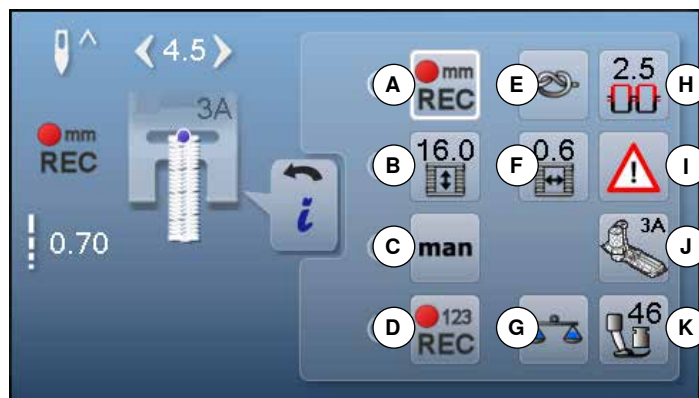 4.5
3A
mm
REC
0.70
i
A
mm
REC
E
2.5
H
B
16.0
F
0.6
I
!
C
man
3A
J
D
123
REC
G
46
K